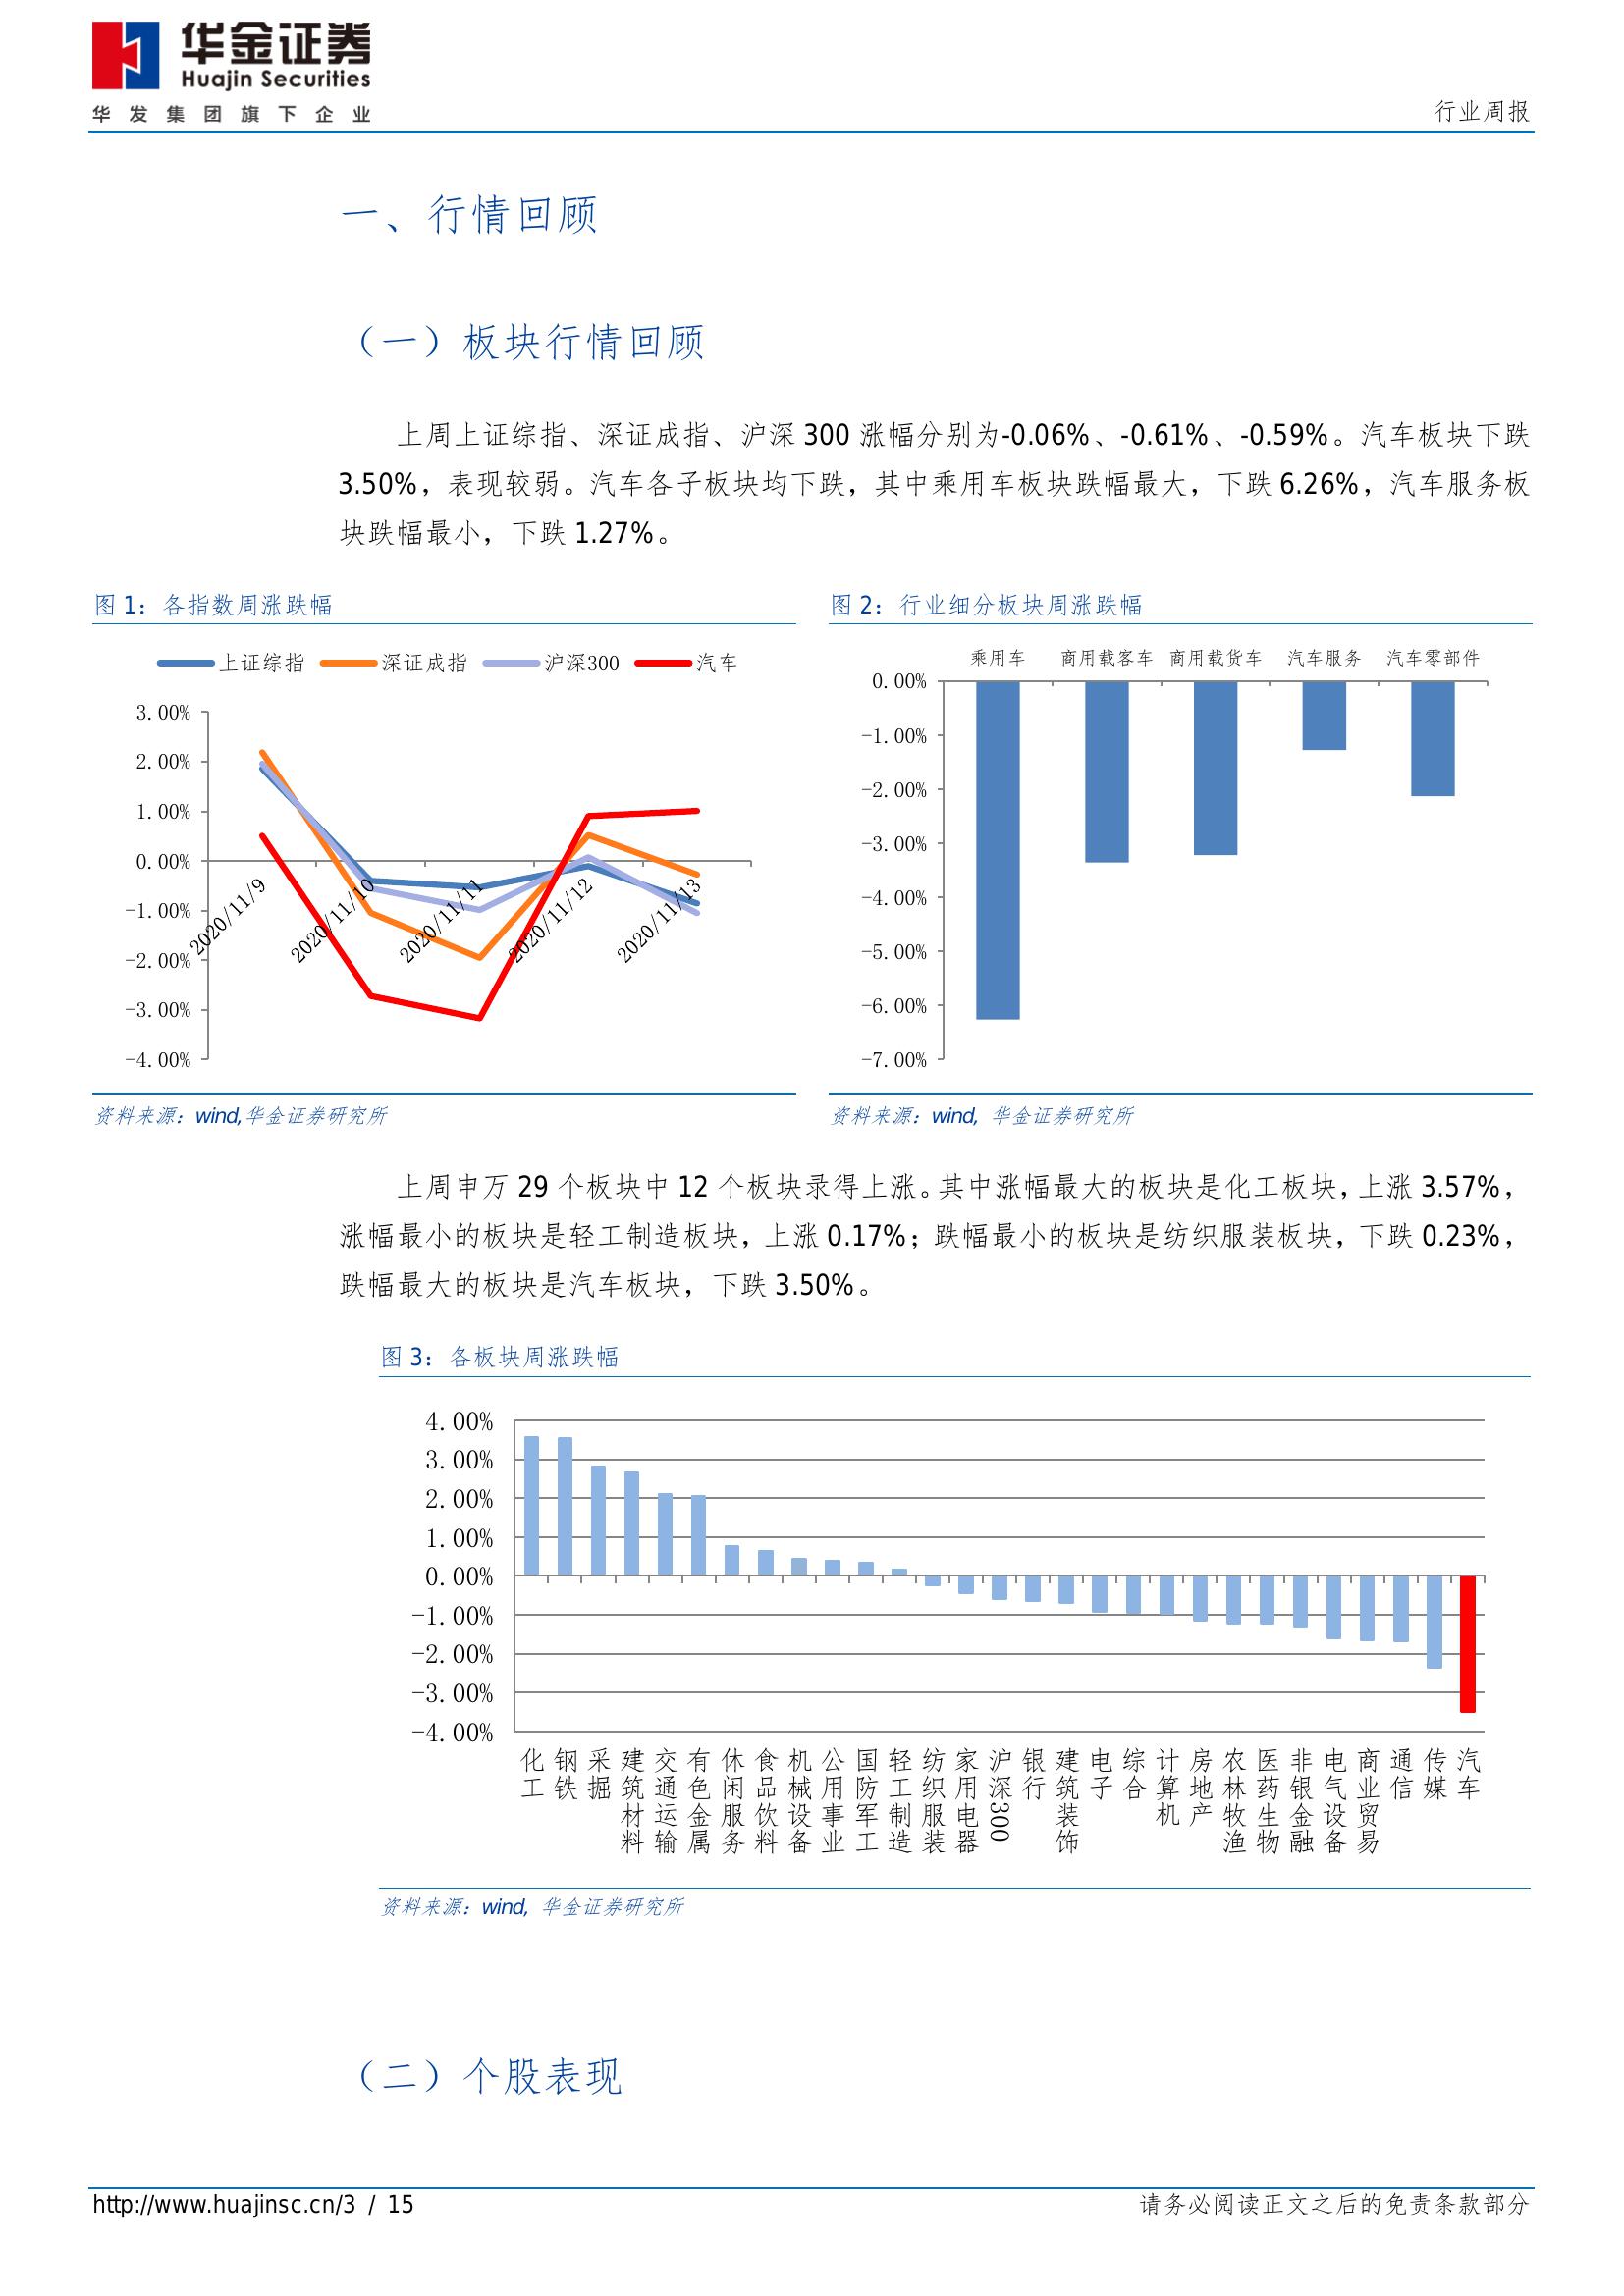 华金证券
Huajin Securities
华发集团旗下企业
行业周报
一、行情回顾
（一）板块行情回顾
上周上证综指、深证成指、沪深 300 涨幅分别为-0.06%、-0.61%、-0.59%。汽车板块下跌
3.50%，表现较弱。汽车各子板块均下跌，其中乘用车板块跌幅最大，下跌 6.26%，汽车服务板
块跌幅最小，下跌 1.27%。
图 1：各指数周涨跌幅
上证综指 深证成指 沪深300 汽车
3.00%
2.00%
1.00%
0.00%
-1.00%
-2.00%
-3.00%
-4.00%
2020/11/9
2020/11/10
2020/11/11
2020/11/12
2020/11/13
资料来源：wind,华金证券研究所
图 2：行业细分板块周涨跌幅
乘用车 商用载客车 商用载货车 汽车服务 汽车零部件
0.00%
-1.00%
-2.00%
-3.00%
-4.00%
-5.00%
-6.00%
-7.00%
资料来源：wind, 华金证券研究所
上周申万 29 个板块中 12 个板块录得上涨。其中涨幅最大的板块是化工板块，上涨 3.57%，
涨幅最小的板块是轻工制造板块，上涨 0.17%；跌幅最小的板块是纺织服装板块，下跌 0.23%，
跌幅最大的板块是汽车板块，下跌 3.50%。
图 3：各板块周涨跌幅
4.00%
3.00%
2.00%
1.00%
0.00%
-1.00%
-2.00%
-3.00%
-4.00%
化工
钢铁
采掘
建筑材料
交通运输
有色金属
休闲服务
食品饮料
机械设备
公用事业
国防军工
轻工制造
纺织服装
家用电器
沪深300
银行
建筑装饰
电子
综合
计算机
房地产
农林牧渔
医药生物
非银金融
电气设备
商业贸易
通信
传媒
汽车
资料来源：wind, 华金证券研究所
（二）个股表现
http://www.huajinsc.cn/3 / 15
请务必阅读正文之后的免责条款部分